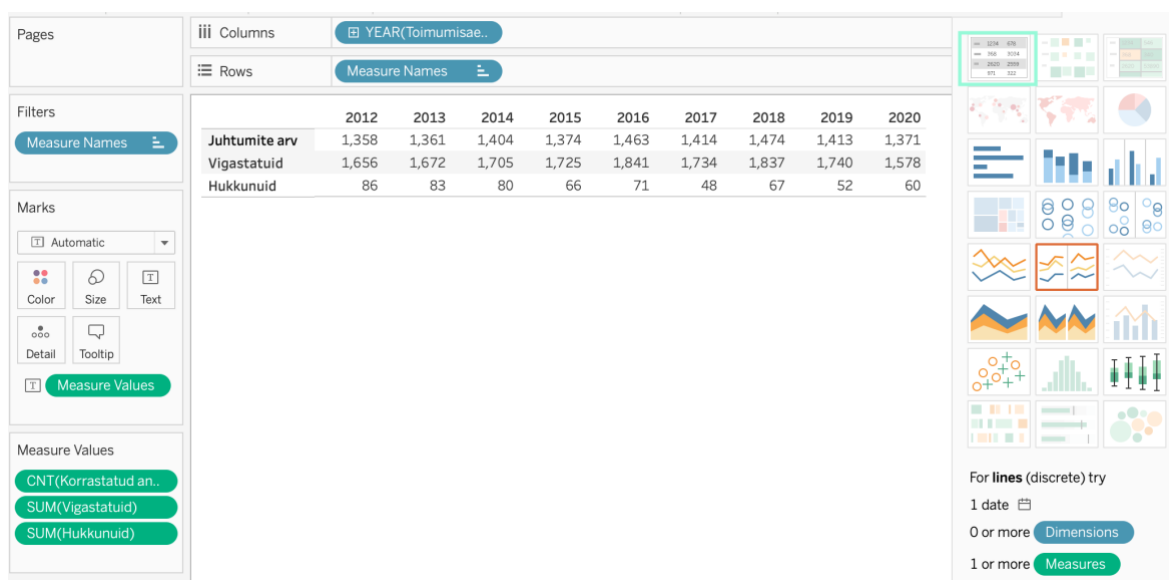 Pages
Columns
YEAR(Toimumisae..
Rows
Measure Names
Filters
Measure Names
Marks
Automatic
Color Size Text
Detail Tooltip
Measure Values
Measure Values
CNT(Korrastatud an..
SUM(Vigastatuid)
SUM(Hukkunuid)
2012 2013 2014 2015 2016 2017 2018 2019 2020
Juhtumite arv 1,358 1,361 1,404 1,374 1,463 1,414 1,474 1,413 1,371
Vigastatuid 1,656 1,672 1,705 1,725 1,841 1,734 1,837 1,740 1,578
Hukkunuid 86 83 80 66 71 48 67 52 60
For lines (discrete) try
1 date
0 or more Dimensions
1 or more Measures